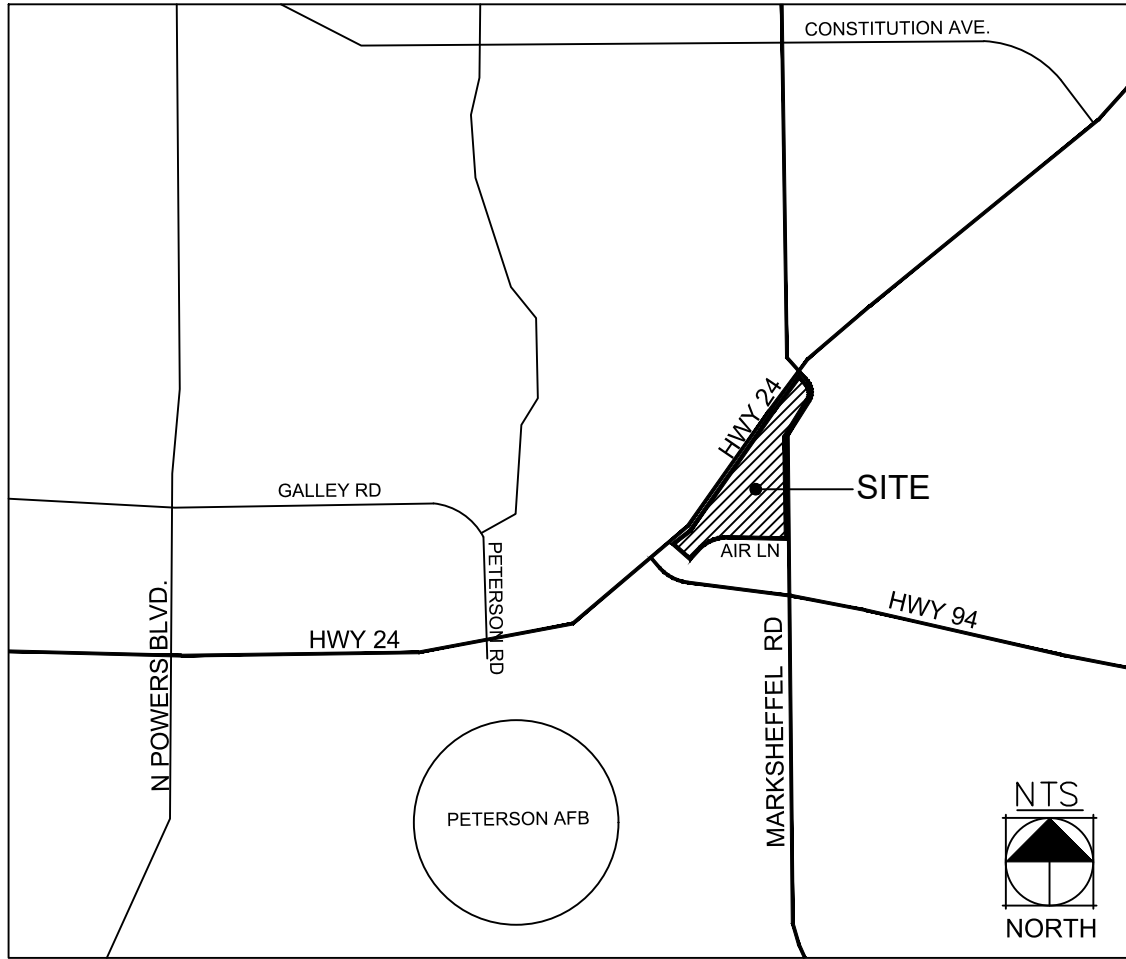 CONSTITUTION AVE.
HWY 24
SITE
GALLEY RD
PETERSON RD
AIR LN
HWY 94
HWY 24
N POWERS BLVD.
MARKSHEFFEL RD
PETERSON AFB
NTS
NORTH